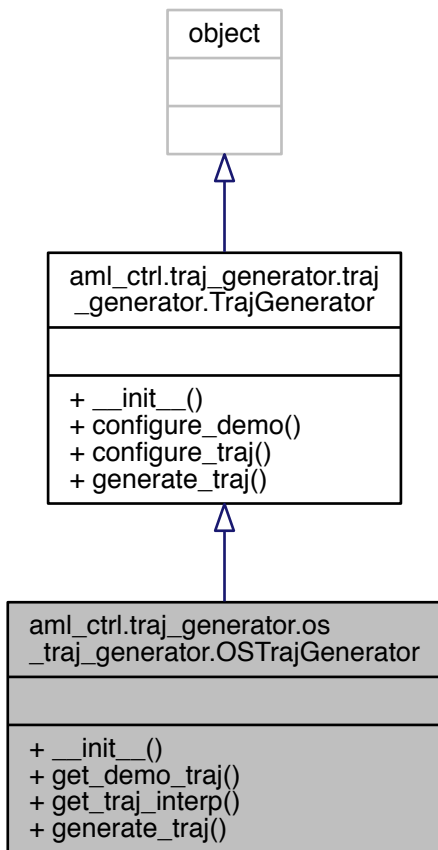 object
aml_ctrl.traj_generator.traj
_generator.TrajGenerator
+ __init__()
+ configure_demo()
+ configure_traj()
+ generate_traj()
aml_ctrl.traj_generator.os
_traj_generator.OSTrajGenerator
+ __init__()
+ get_demo_traj()
+ get_traj_interp()
+ generate_traj()